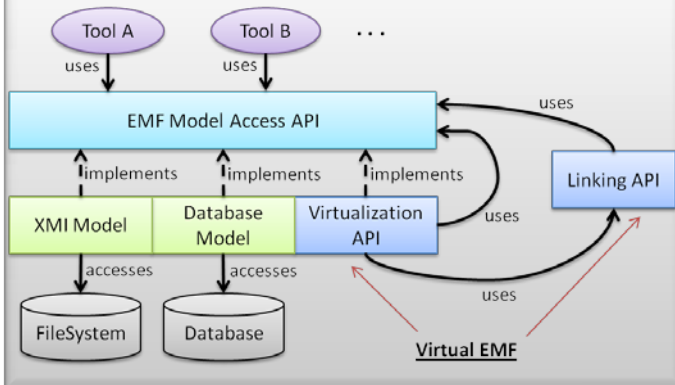 Tool A
Tool B
...
uses
uses
uses
EMF Model Access API
implements
implements
implements
Linking API
XMI Model
Database
Model
Virtualization
API
uses
accesses
accesses
uses
FileSystem
Database
Virtual EMF